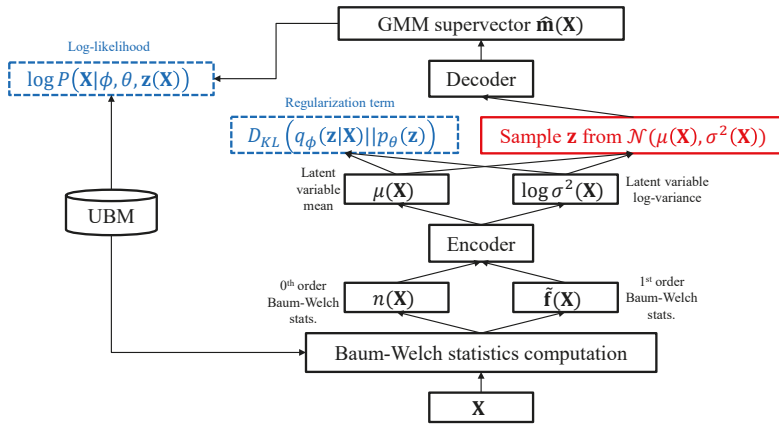 GMM supervector m̂(X)
Log-likelihood
log P(X|ϕ, θ, z(X))
Decoder
Regularization term
D_KL(q_ϕ(z|X)||p_θ(z))
Sample z from 𝒩(μ(X), σ²(X))
Latent
variable
mean
μ(X)
log σ²(X)
Latent variable
log-variance
UBM
Encoder
0th order
Baum-Welch
stats.
n(X)
f̃(X)
1st order
Baum-Welch
stats.
Baum-Welch statistics computation
X